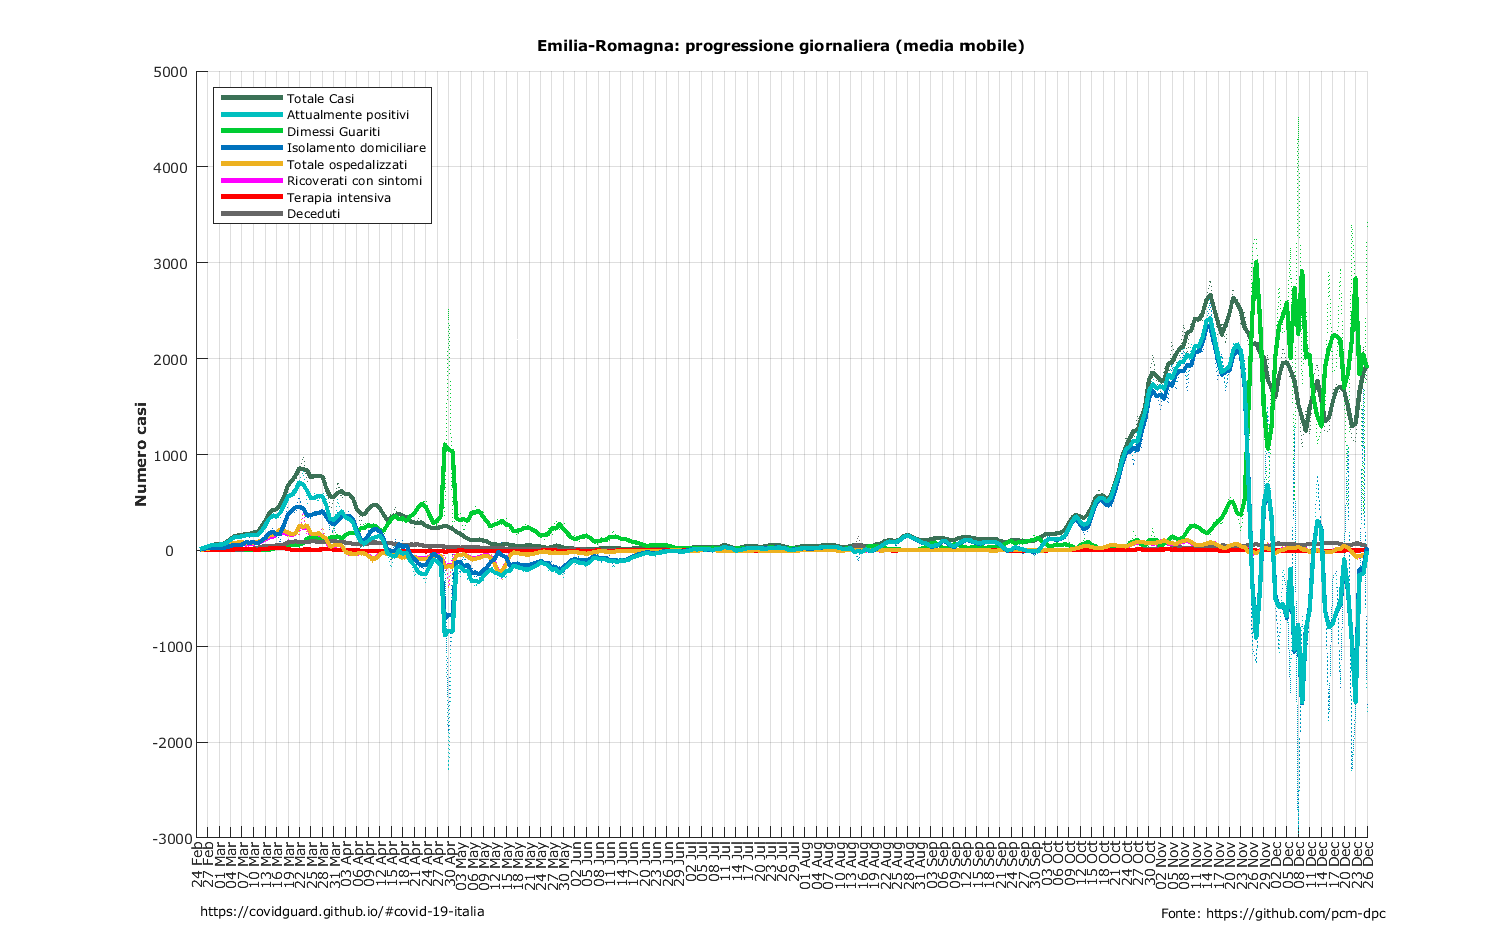 Emilia-Romagna: progressione giornaliera (media mobile)
5000
4000
3000
2000
1000
0
-1000
-2000
-3000
Numero casi
Totale Casi
Attualmente positivi
Dimessi Guariti
Isolamento domiciliare
Totale ospedalizzati
Ricoverati con sintomi
Terapia intensiva
Deceduti
24 Feb
27 Feb
01 Mar
04 Mar
07 Mar
10 Mar
13 Mar
16 Mar
19 Mar
22 Mar
25 Mar
28 Mar
31 Mar
03 Apr
06 Apr
09 Apr
12 Apr
15 Apr
18 Apr
21 Apr
24 Apr
27 Apr
30 Apr
03 May
06 May
09 May
12 May
15 May
18 May
21 May
24 May
27 May
30 May
02 Jun
05 Jun
08 Jun
11 Jun
14 Jun
17 Jun
20 Jun
23 Jun
26 Jun
29 Jun
02 Jul
05 Jul
08 Jul
11 Jul
14 Jul
17 Jul
20 Jul
23 Jul
26 Jul
29 Jul
01 Aug
04 Aug
07 Aug
10 Aug
13 Aug
16 Aug
19 Aug
22 Aug
25 Aug
28 Aug
31 Aug
03 Sep
06 Sep
09 Sep
12 Sep
15 Sep
18 Sep
21 Sep
24 Sep
27 Sep
30 Sep
03 Oct
06 Oct
09 Oct
12 Oct
15 Oct
18 Oct
21 Oct
24 Oct
27 Oct
30 Oct
02 Nov
05 Nov
08 Nov
11 Nov
14 Nov
17 Nov
20 Nov
23 Nov
26 Nov
29 Nov
02 Dec
05 Dec
08 Dec
11 Dec
14 Dec
17 Dec
20 Dec
23 Dec
26 Dec
https://covidguard.github.io/#covid-19-italia
Fonte: https://github.com/pcm-dpc